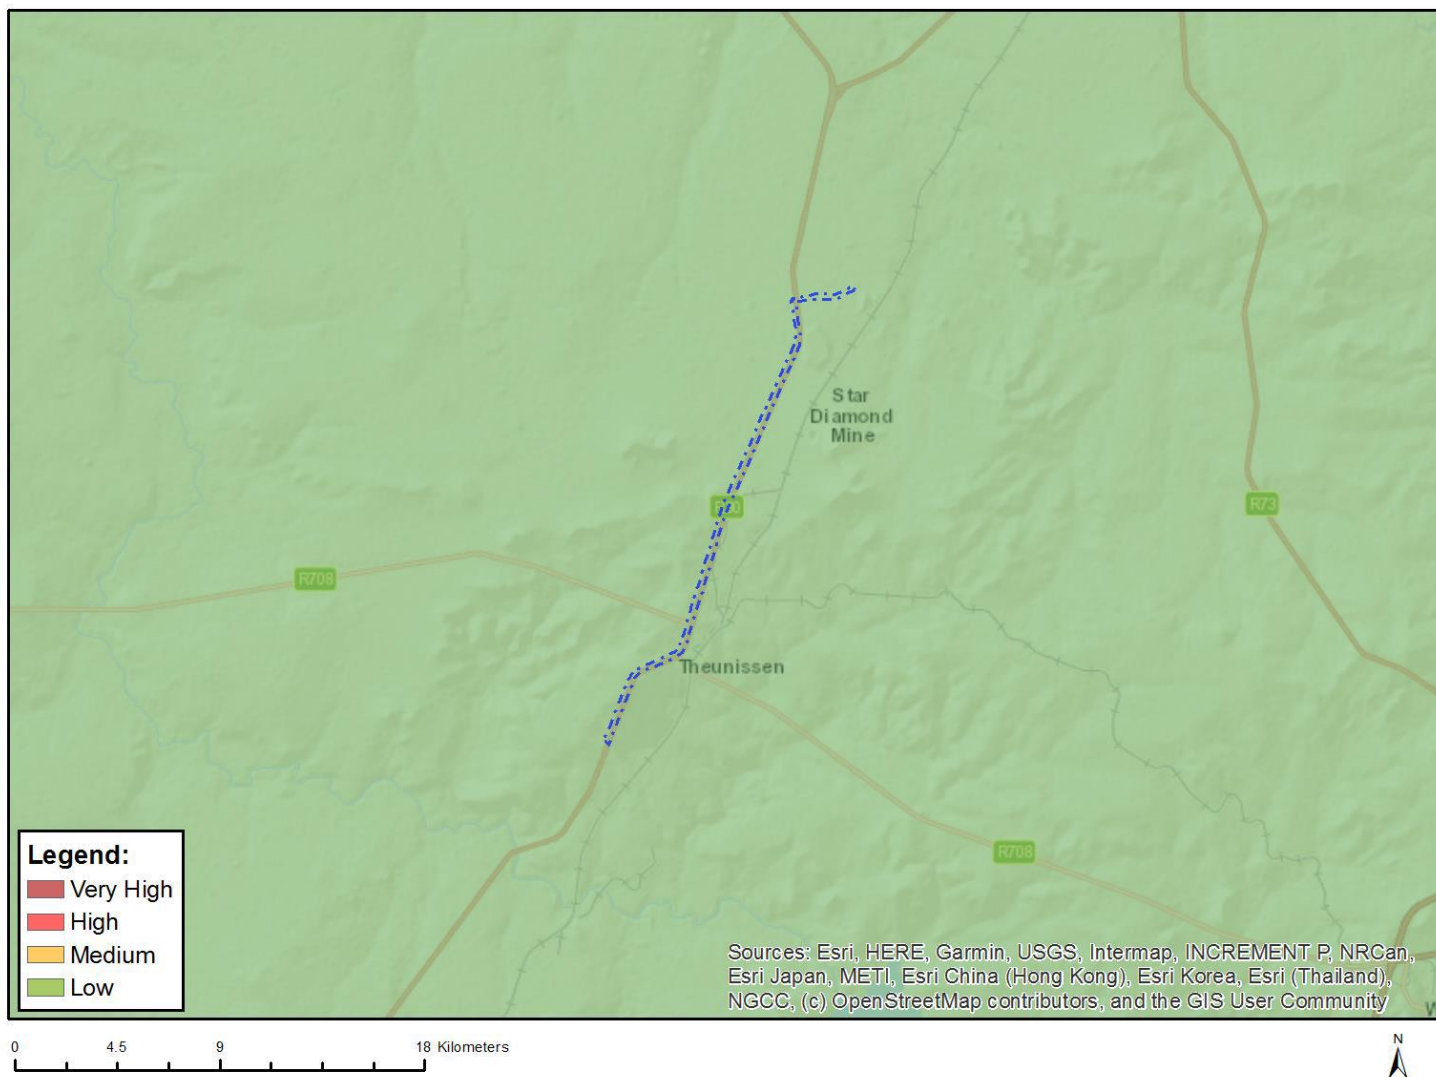 Star
Diamond
Mine
R73
R708
Theunissen
R708
Legend:
Very High
High
Medium
Low
Sources: Esri, HERE, Garmin, USGS, Intermap, INCREMENT P, NRCan,
Esri Japan, METI, Esri China (Hong Kong), Esri Korea, Esri (Thailand),
NGCC, (c) OpenStreetMap contributors, and the GIS User Community
W
0 4.5 9 18 Kilometers
N